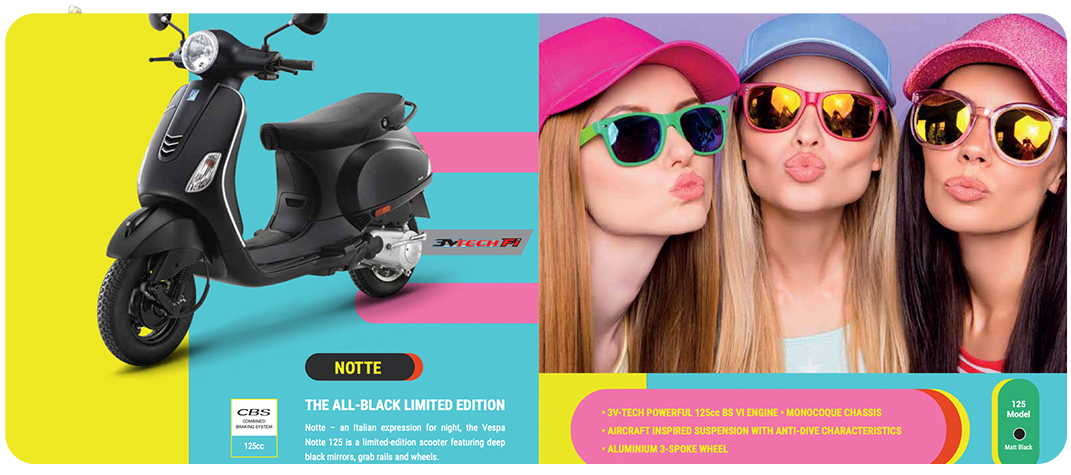 3VTECH Fi
NOTTE
CBS
COMBINED
BRAKING SYSTEM
125cc
THE ALL-BLACK LIMITED EDITION
Notte – an Italian expression for night, the Vespa
Notte 125 is a limited-edition scooter featuring deep
black mirrors, grab rails and wheels.
• 3V-TECH POWERFUL 125cc BS VI ENGINE • MONOCOQUE CHASSIS
• AIRCRAFT INSPIRED SUSPENSION WITH ANTI-DIVE CHARACTERISTICS
• ALUMINIUM 3-SPOKE WHEEL
125
Model
Matt Black